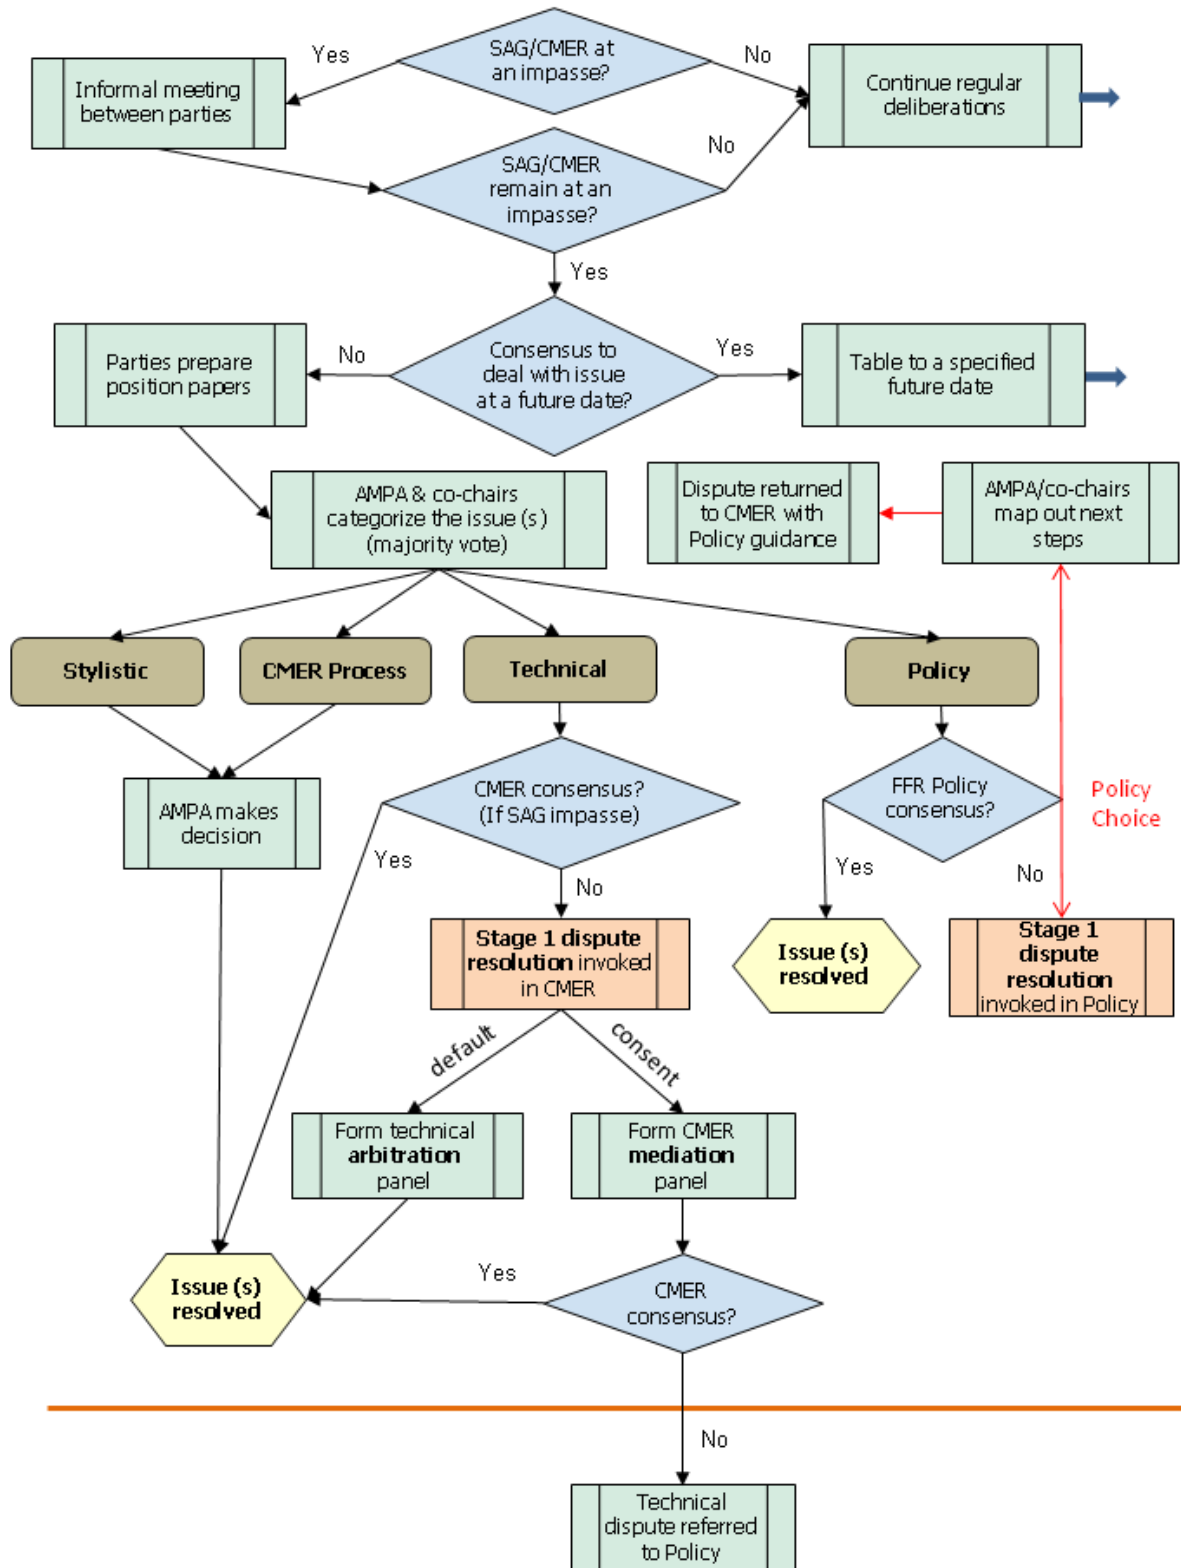 SAG/CMER at
an impasse?
Yes
No
Informal meeting
between parties
Continue regular
deliberations
SAG/CMER
remain at an
impasse?
No
Yes
Parties prepare
position papers
No
Consensus to
deal with issue
at a future date?
Yes
Table to a specified
future date
AMPA & co-chairs
categorize the issue (s)
(majority vote)
Dispute returned
to CMER with
Policy guidance
AMPA/co-chairs
map out next
steps
Stylistic
CMER Process
Technical
Policy
AMPA makes
decision
CMER consensus?
(If SAG impasse)
FFR Policy
consensus?
Policy
Choice
Yes
No
Yes
No
Stage 1 dispute
resolution invoked
in CMER
Issue (s)
resolved
Stage 1
dispute
resolution
invoked in Policy
default
consent
Form technical
arbitration
panel
Form CMER
mediation
panel
Issue (s)
resolved
Yes
CMER
consensus?
No
Technical
dispute referred
to Policy